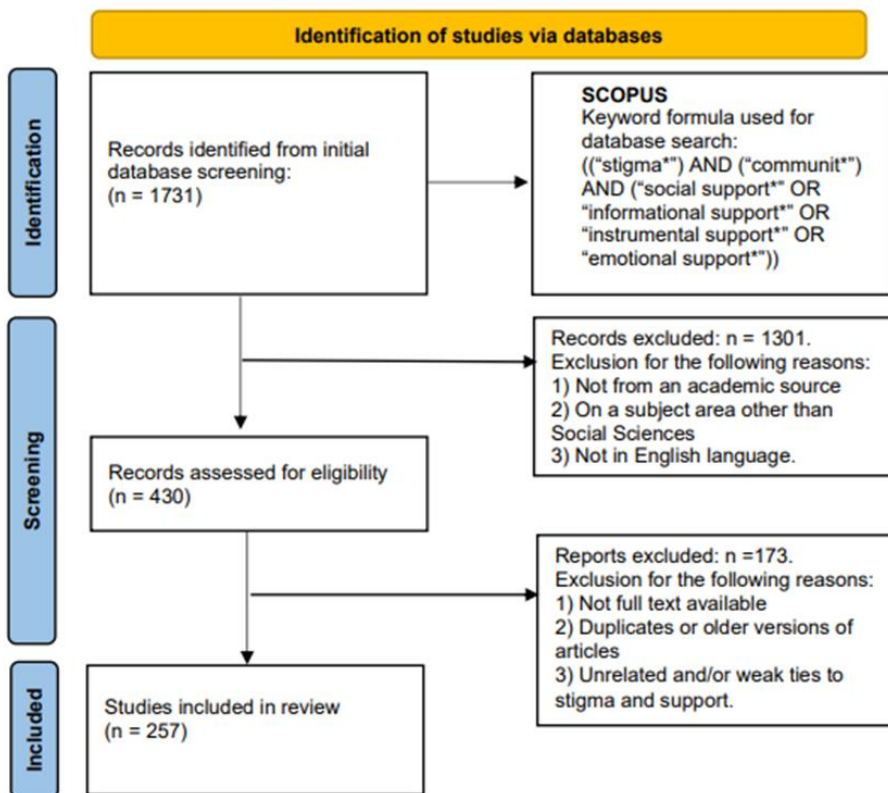 Identification of studies via databases
Identification
Records identified from initial
database screening:
(n = 1731)
SCOPUS
Keyword formula used for
database search:
((“stigma*”) AND (“communit*”)
AND (“social support*” OR
“informational support*” OR
“instrumental support*” OR
“emotional support*”))
Screening
Records excluded: n = 1301.
Exclusion for the following reasons:
1) Not from an academic source
2) On a subject area other than
Social Sciences
3) Not in English language.
Records assessed for eligibility
(n = 430)
Reports excluded: n =173.
Exclusion for the following reasons:
1) Not full text available
2) Duplicates or older versions of
articles
3) Unrelated and/or weak ties to
stigma and support.
Included
Studies included in review
(n = 257)